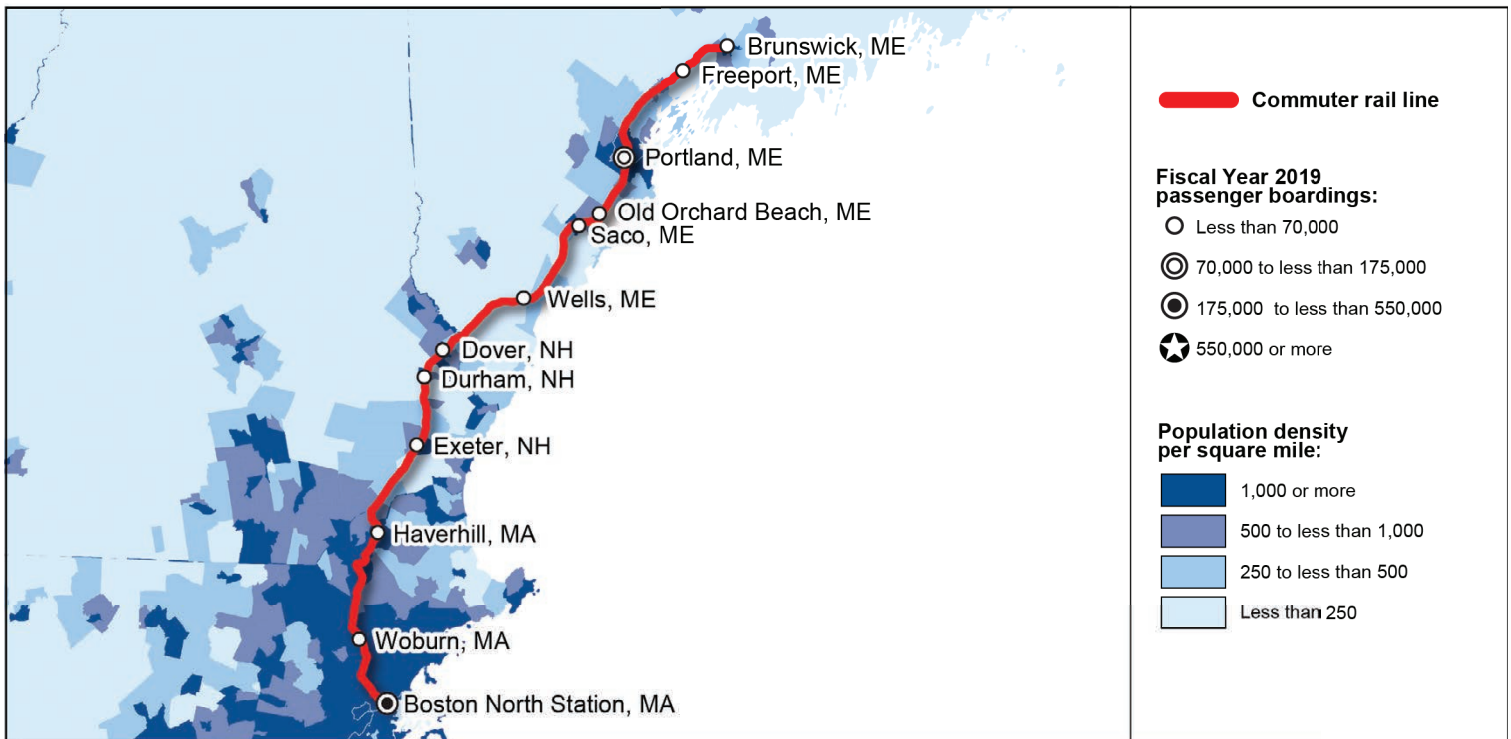 Brunswick, ME
Freeport, ME
Portland, ME
Old Orchard Beach, ME
Saco, ME
Wells, ME
Dover, NH
Durham, NH
Exeter, NH
Haverhill, MA
Woburn, MA
Boston North Station, MA
Commuter rail line
Fiscal Year 2019
passenger boardings:
Less than 70,000
70,000 to less than 175,000
175,000 to less than 550,000
550,000 or more
Population density
per square mile:
1,000 or more
500 to less than 1,000
250 to less than 500
Less than 250